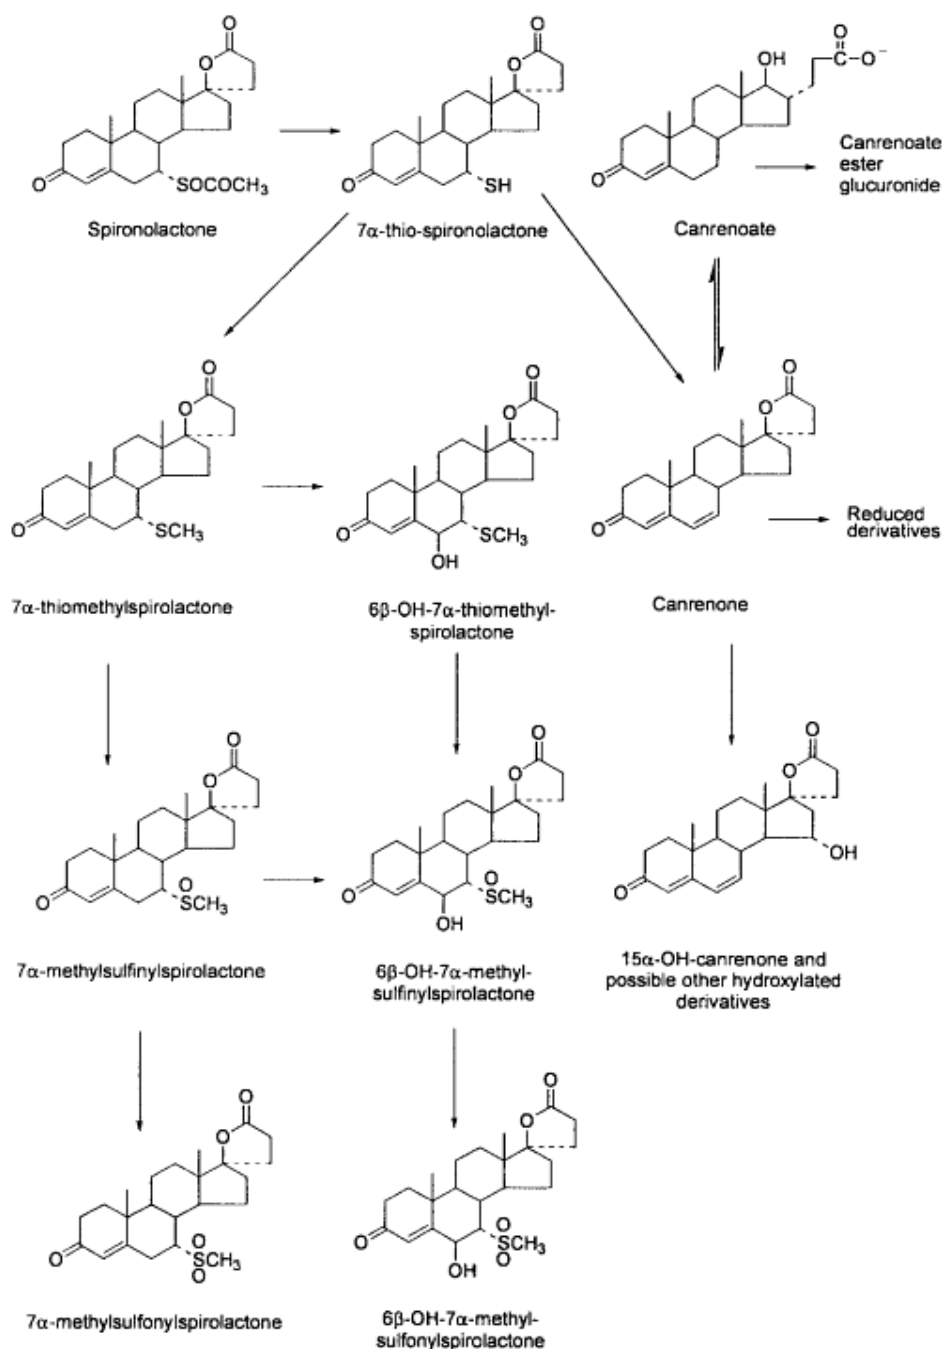 O
O
O
SOCOCH₃
Spironolactone
O
O
O
SH
7α-thio-spironolactone
OH
O
C-O⁻
O
Canrenoate
Canrenoate
ester
glucuronide
O
O
O
SCH₃
7α-thiomethylspirolactone
O
O
O
SCH₃
OH
6β-OH-7α-thiomethyl-
spirolactone
O
O
O
Canrenone
Reduced
derivatives
O
O
O
O
SCH₃
7α-methylsulfinylspirolactone
O
O
O
O
SCH₃
OH
6β-OH-7α-methyl-
sulfinylspirolactone
O
O
OH
O
15α-OH-canrenone and
possible other hydroxylated
derivatives
O
O
O
O
SCH₃
O
7α-methylsulfonylspirolactone
O
O
O
O
SCH₃
O
OH
6β-OH-7α-methyl-
sulfonylspirolactone